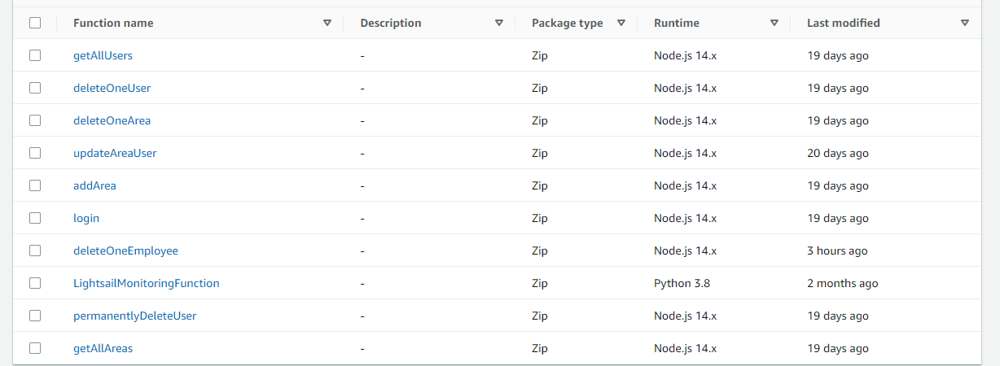 Function name Description Package type Runtime Last modified
getAllUsers - Zip Node.js 14.x 19 days ago
deleteOneUser - Zip Node.js 14.x 19 days ago
deleteOneArea - Zip Node.js 14.x 19 days ago
updateAreaUser - Zip Node.js 14.x 20 days ago
addArea - Zip Node.js 14.x 19 days ago
login - Zip Node.js 14.x 19 days ago
deleteOneEmployee - Zip Node.js 14.x 3 hours ago
LightsailMonitoringFunction - Zip Python 3.8 2 months ago
permanentlyDeleteUser - Zip Node.js 14.x 19 days ago
getAllAreas - Zip Node.js 14.x 19 days ago